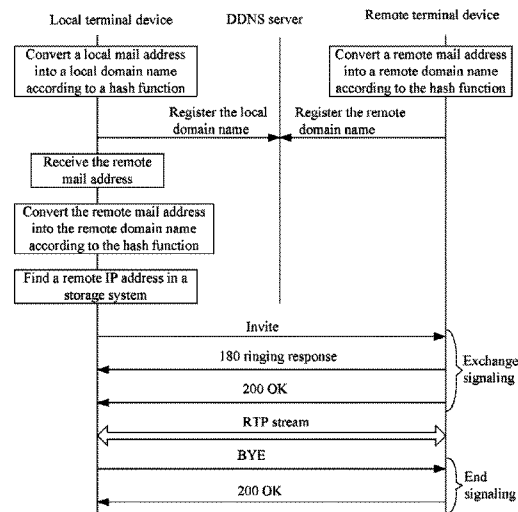 Local terminal device
DDNS server
Remote terminal device
Convert a local mail address
into a local domain name
according to a hash function
Convert a remote mail address
into a remote domain name
according to the hash function
Register the local
domain name
Register the remote
domain name
Receive the remote
mail address
Convert the remote mail address
into the remote domain name
according to the hash function
Find a remote IP address in a
storage system
Invite
180 ringing response
200 OK
Exchange
signaling
RTP stream
BYE
200 OK
End
signaling